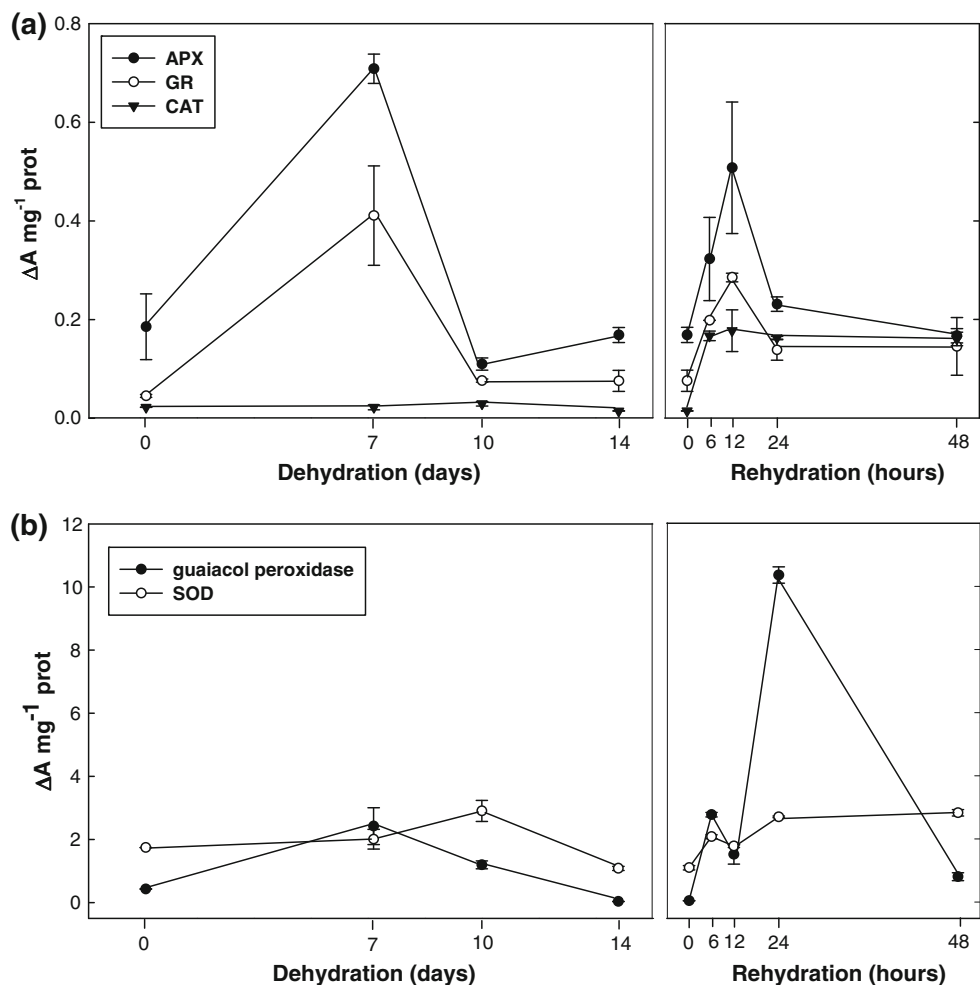 (a)
0.8
0.6
0.4
0.2
0.0
ΔA mg⁻¹ prot
APX
GR
CAT
0 7 10 14
Dehydration (days)
0 6 12 24 48
Rehydration (hours)
(b)
12
10
8
6
4
2
0
ΔA mg⁻¹ prot
guaiacol peroxidase
SOD
0 7 10 14
Dehydration (days)
0 6 12 24 48
Rehydration (hours)